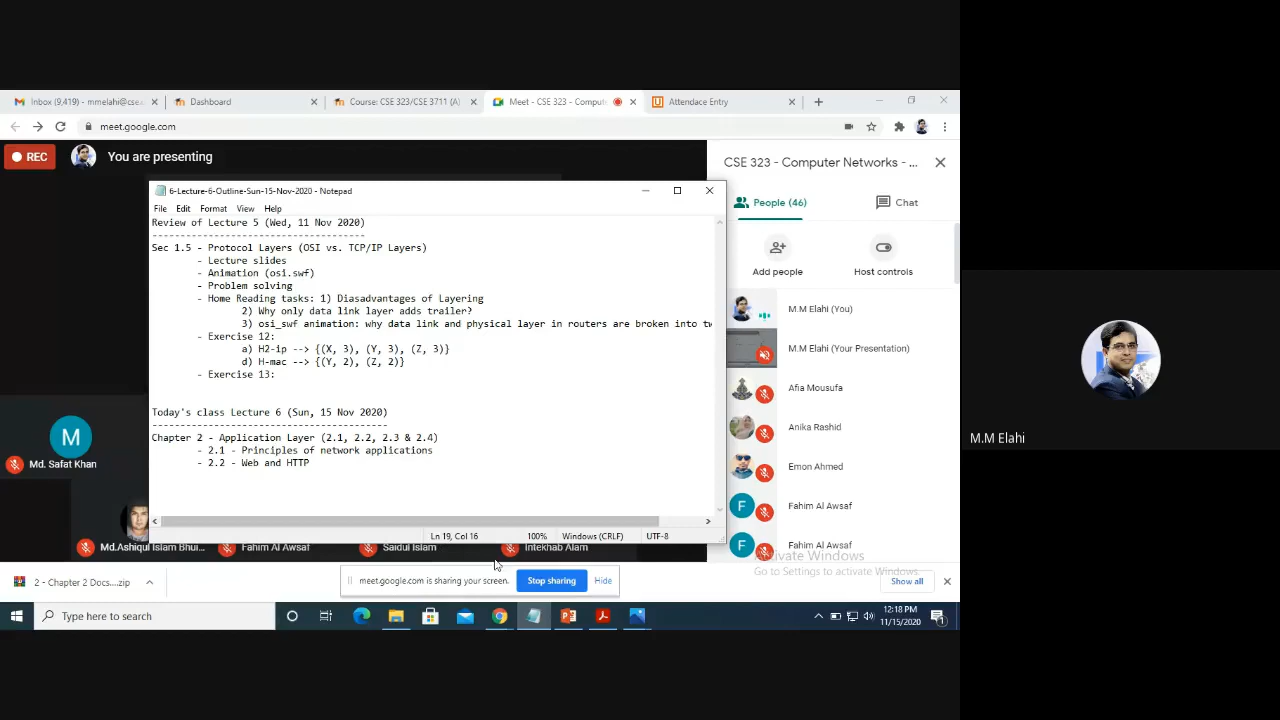 Inbox (9,419) - mmelahi@cse.
Dashboard
Course: CSE 323/CSE 3711 (A)
Meet - CSE 323 - Comput
Attendace Entry
meet.google.com
REC
You are presenting
CSE 323 - Computer Networks - ...
People (46)
Chat
Add people
Host controls
M.M Elahi (You)
M.M Elahi (Your Presentation)
Afia Mousufa
Anika Rashid
Emon Ahmed
F
Fahim Al Awsaf
F
Fahim Al Awsaf
6-Lecture-6-Outline-Sun-15-Nov-2020 - Notepad
File Edit Format View Help
Review of Lecture 5 (Wed, 11 Nov 2020)
----------------------------------
Sec 1.5 - Protocol Layers (OSI vs. TCP/IP Layers)
- Lecture slides
- Animation (osi.swf)
- Problem solving
- Home Reading tasks: 1) Diasadvantages of Layering
2) Why only data link layer adds trailer?
3) osi_swf animation: why data link and physical layer in routers are broken into tw
- Exercise 12:
a) H2-ip --> {(X, 3), (Y, 3), (Z, 3)}
d) H-mac --> {(Y, 2), (Z, 2)}
- Exercise 13:
Today's class Lecture 6 (Sun, 15 Nov 2020)
--------------------------------------
Chapter 2 - Application Layer (2.1, 2.2, 2.3 & 2.4)
- 2.1 - Principles of network applications
- 2.2 - Web and HTTP
Ln 19, Col 16
100%
Windows (CRLF)
UTF-8
M
Md. Safat Khan
Md.Ashiqul Islam Bhui...
Fahim Al Awsaf
Saidul Islam
Intekhab Alam
Activate Windows
Go to Settings to activate Windows.
2 - Chapter 2 Docs....zip
meet.google.com is sharing your screen.
Stop sharing
Hide
Show all
Type here to search
12:18 PM
11/15/2020
1
M.M Elahi